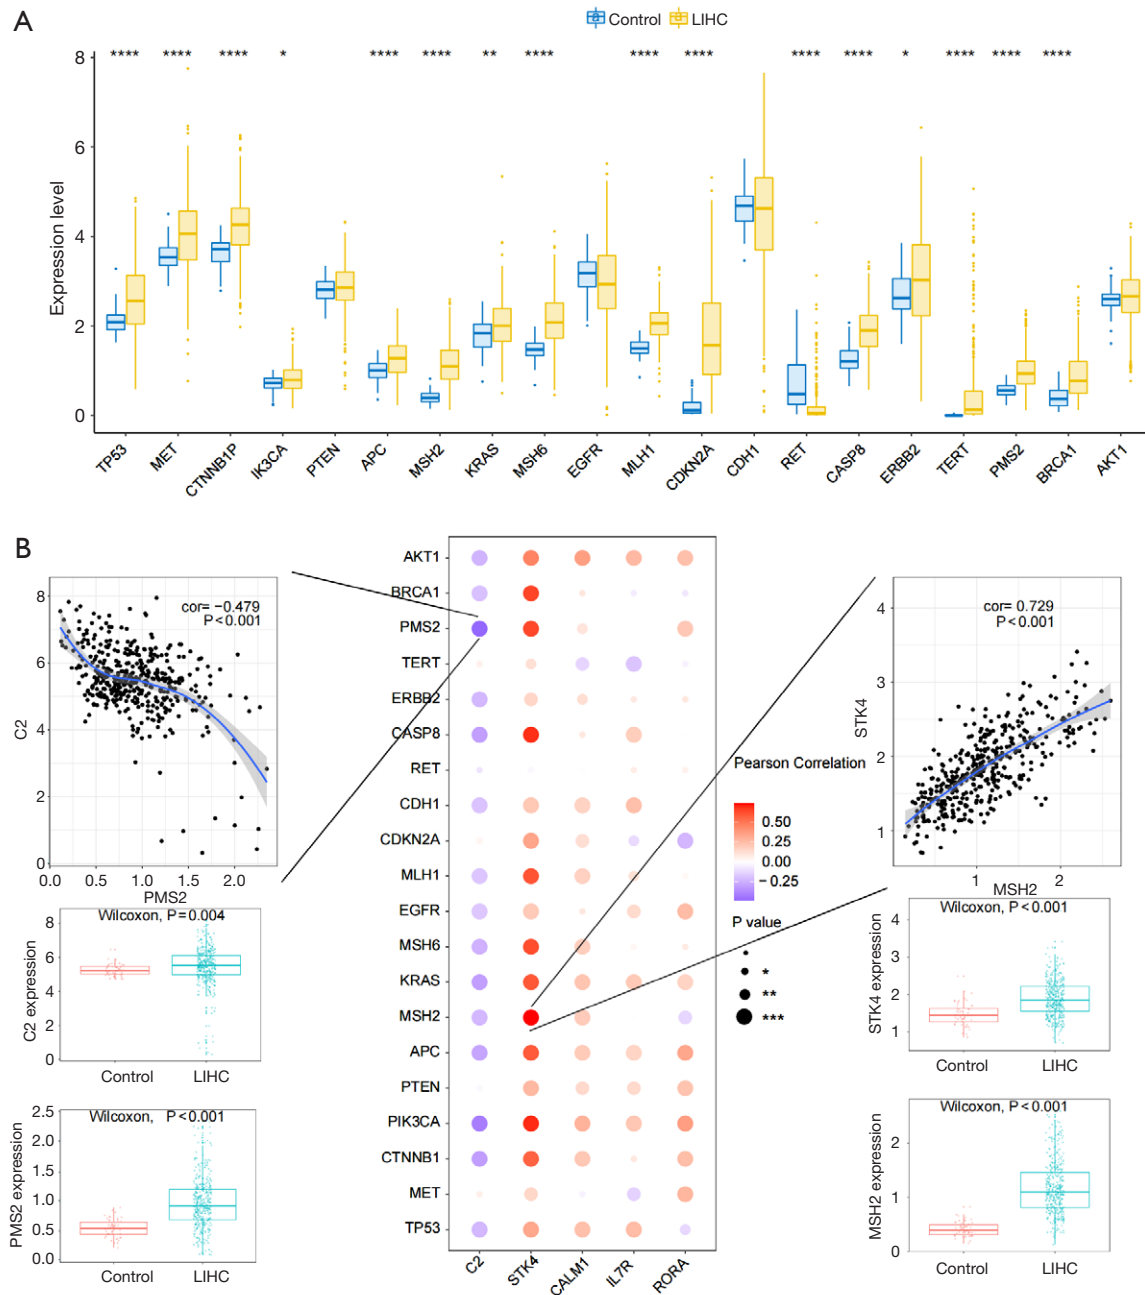 A
a Control a LIHC
**** **** **** * **** **** ** **** **** **** **** **** * **** **** ****
8
6
4
2
0
Expression level
TP53 MET CTNNB1P IK3CA PTEN APC MSH2 KRAS MSH6 EGFR MLH1 CDKN2A CDH1 RET CASP8 ERBB2 TERT PMS2 BRCA1 AKT1
B
cor= −0.479
P<0.001
8
6
4
2
0
C2
0.0 0.5 1.0 1.5 2.0
PMS2
Wilcoxon, P=0.004
8
6
4
2
0
C2 expression
Control LIHC
Wilcoxon, P<0.001
2.5
2.0
1.5
1.0
0.5
0.0
PMS2 expression
Control LIHC
AKT1
BRCA1
PMS2
TERT
ERBB2
CASP8
RET
CDH1
CDKN2A
MLH1
EGFR
MSH6
KRAS
MSH2
APC
PTEN
PIK3CA
CTNNB1
MET
TP53
C2 STK4 CALM1 IL7R RORA
Pearson Correlation
0.50
0.25
0.00
−0.25
P value
*
**
***
cor= 0.729
P<0.001
4
3
2
1
STK4
1 2
MSH2
Wilcoxon, P<0.001
4
3
2
1
STK4 expression
Control LIHC
Wilcoxon, P<0.001
2
1
0
MSH2 expression
Control LIHC